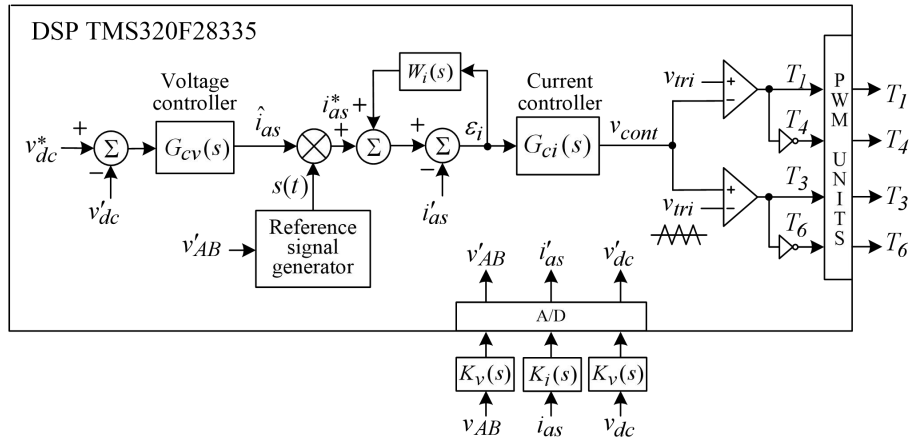 DSP TMS320F28335
Voltage
controller
v*dc
+
−
Σ
v′dc
Gcv(s)
îas
s(t)
v′AB
Reference
signal
generator
Wi(s)
i*as
+
+
Σ
+
−
Σ
i′as
εi
Current
controller
Gci(s)
vcont
vtri
+
−
T1
T4
+
−
vtri
T3
T6
PWM UNITS
T1
T4
T3
T6
v′AB
i′as
v′dc
A/D
Kv(s)
Ki(s)
Kv(s)
vAB
ias
vdc